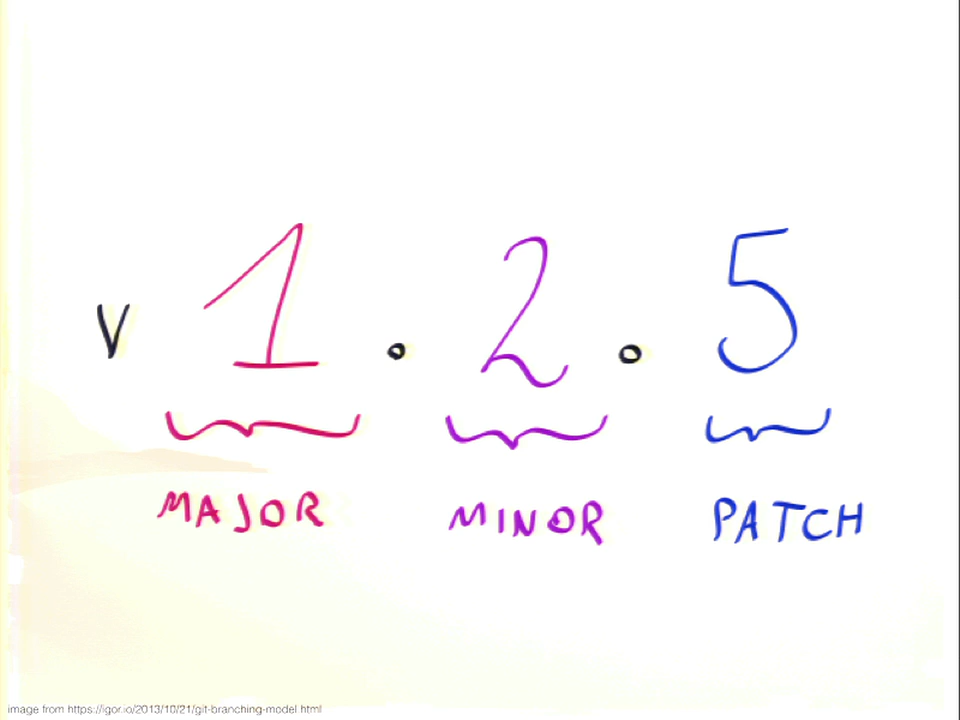 v 1.2.5
MAJOR MINOR PATCH
image from https://igor.io/2013/10/21/git-branching-model.html